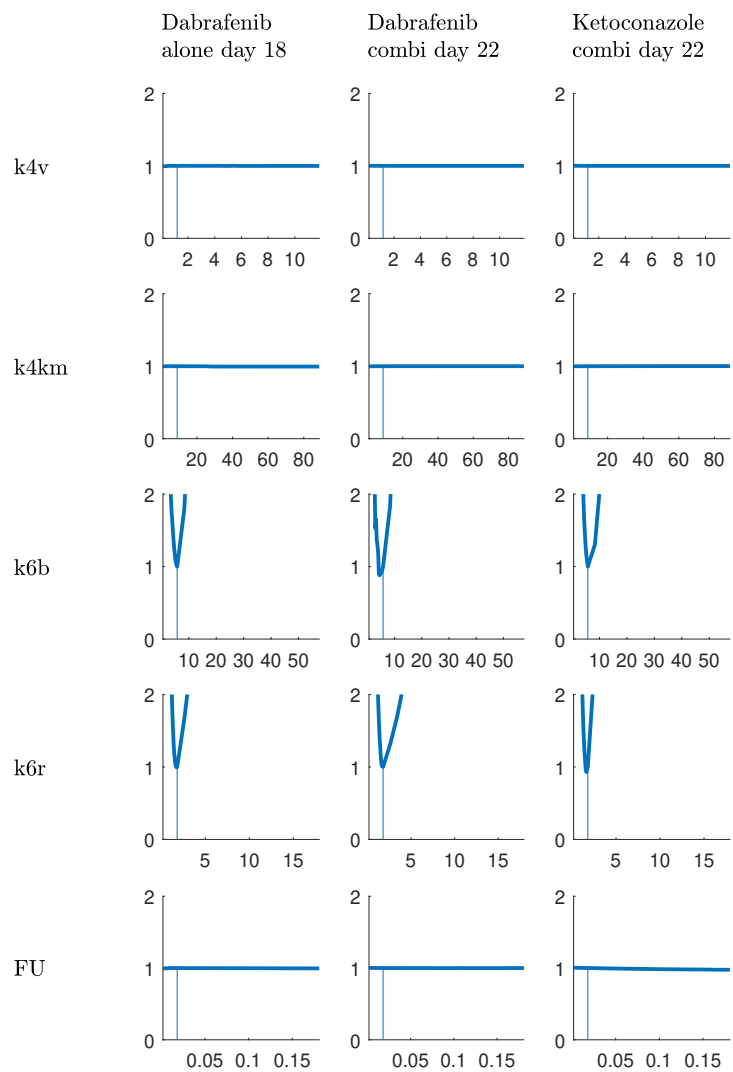 Dabrafenib alone day 18
Dabrafenib combi day 22
Ketoconazole combi day 22
k4v
2 1 0 2 4 6 8 10
2 1 0 2 4 6 8 10
2 1 0 2 4 6 8 10
k4km
2 1 0 20 40 60 80
2 1 0 20 40 60 80
2 1 0 20 40 60 80
k6b
2 1 0 10 20 30 40 50
2 1 0 10 20 30 40 50
2 1 0 10 20 30 40 50
k6r
2 1 0 5 10 15
2 1 0 5 10 15
2 1 0 5 10 15
FU
2 1 0 0.05 0.1 0.15
2 1 0 0.05 0.1 0.15
2 1 0 0.05 0.1 0.15